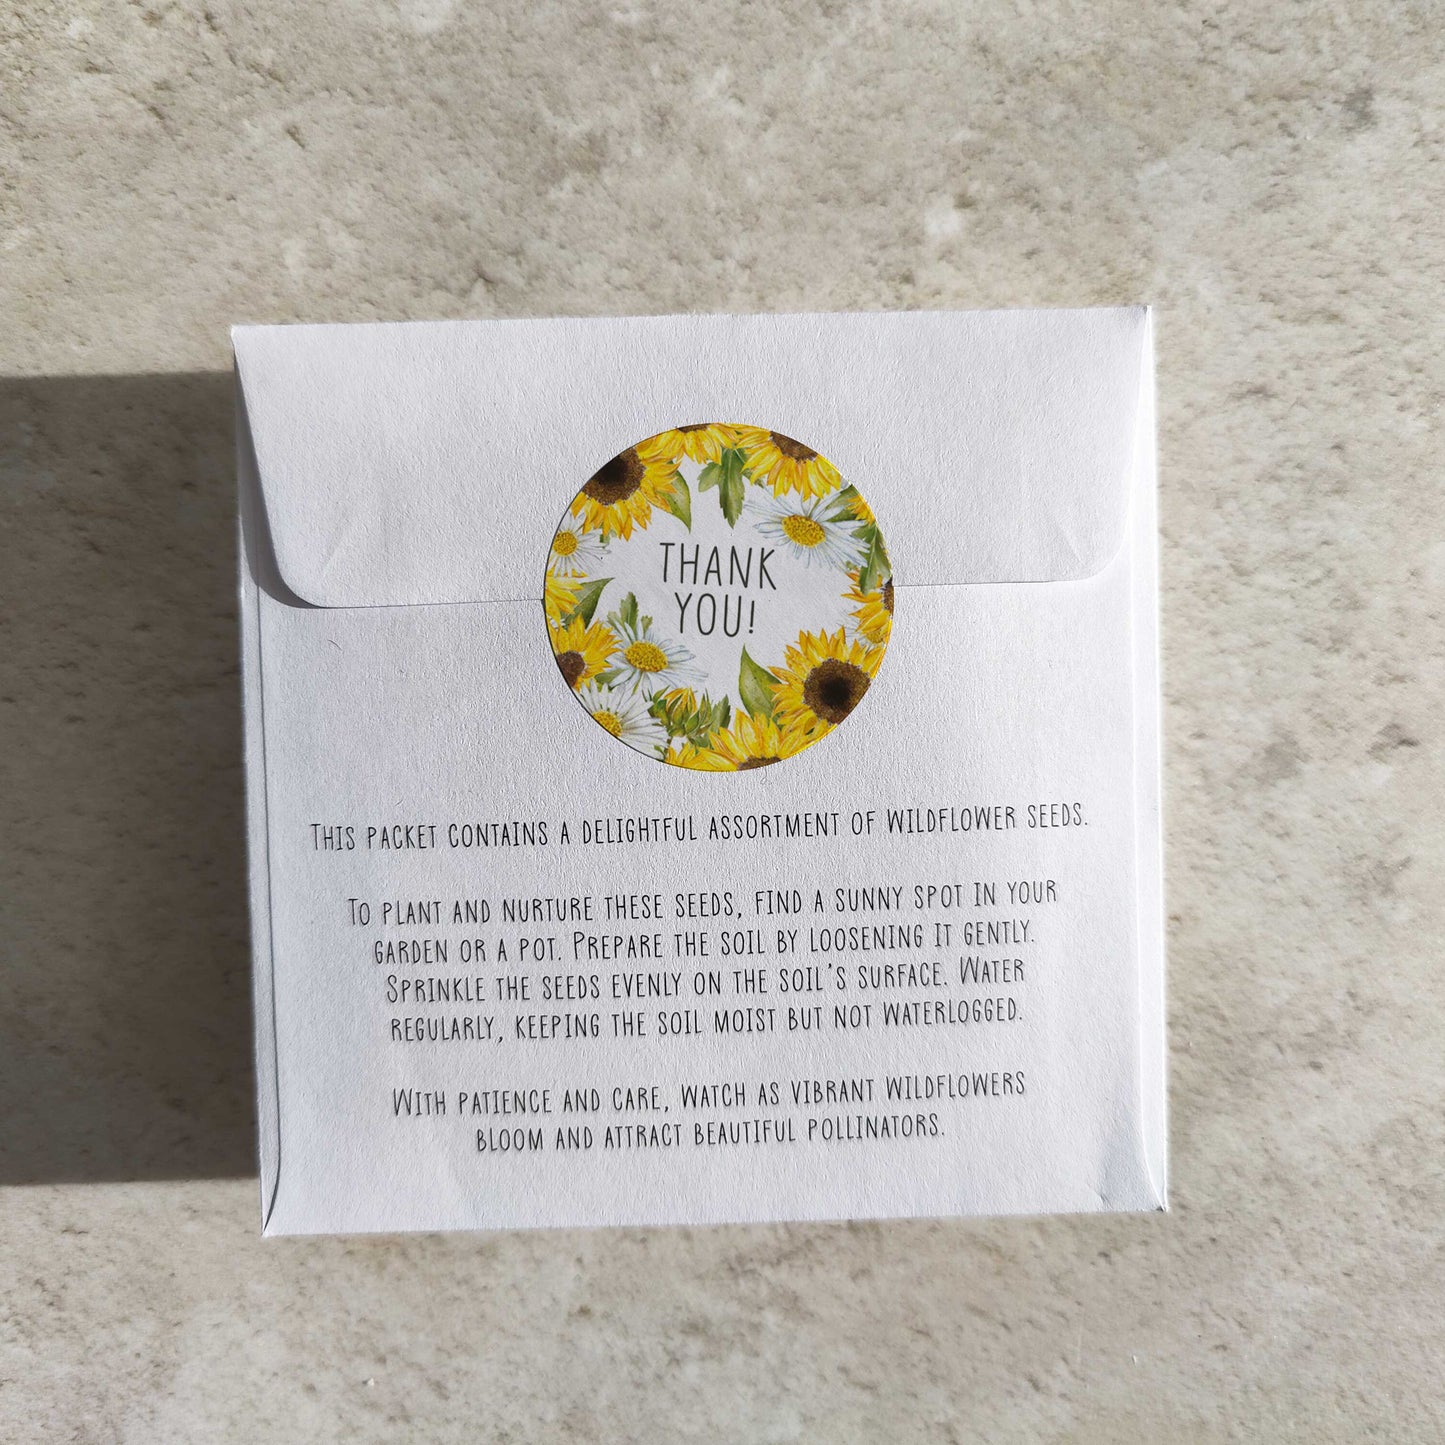 THANK
YOU!
THIS PACKET CONTAINS A DELIGHTFUL ASSORTMENT OF WILDFLOWER SEEDS.
TO PLANT AND NURTURE THESE SEEDS, FIND A SUNNY SPOT IN YOUR
GARDEN OR A POT. PREPARE THE SOIL BY LOOSENING IT GENTLY.
SPRINKLE THE SEEDS EVENLY ON THE SOIL'S SURFACE. WATER
REGULARLY, KEEPING THE SOIL MOIST BUT NOT WATERLOGGED.
WITH PATIENCE AND CARE, WATCH AS VIBRANT WILDFLOWERS
BLOOM AND ATTRACT BEAUTIFUL POLLINATORS.